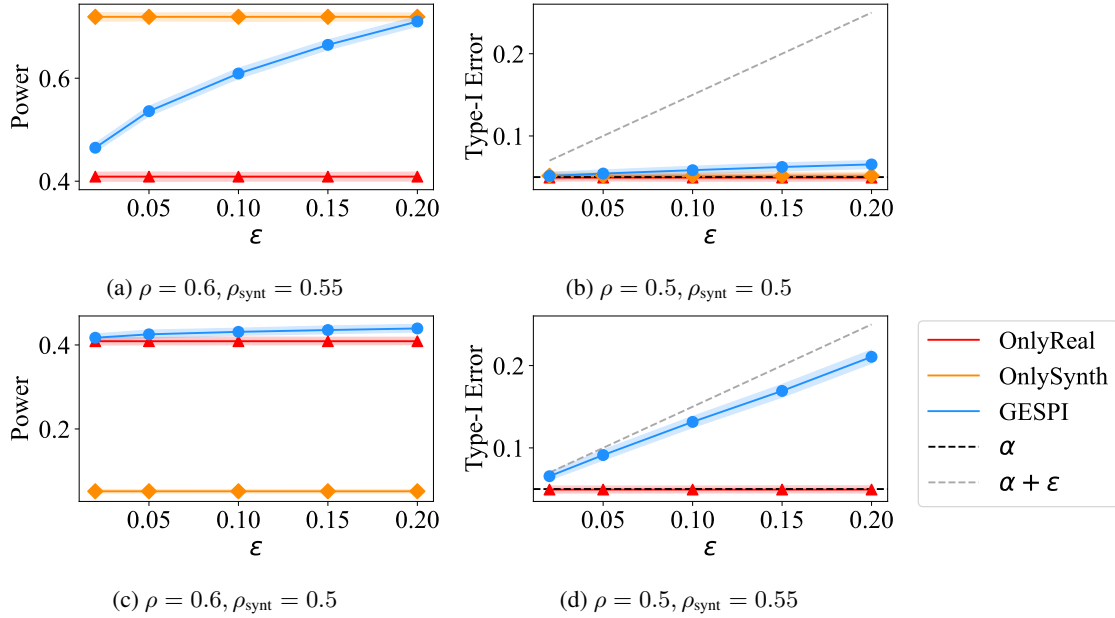 Power
0.6
0.4
0.05 0.10 0.15 0.20
ε
(a) ρ = 0.6, ρsynt = 0.55
Type-I Error
0.2
0.1
0.05 0.10 0.15 0.20
ε
(b) ρ = 0.5, ρsynt = 0.5
Power
0.4
0.2
0.05 0.10 0.15 0.20
ε
(c) ρ = 0.6, ρsynt = 0.5
Type-I Error
0.2
0.1
0.05 0.10 0.15 0.20
ε
(d) ρ = 0.5, ρsynt = 0.55
OnlyReal
OnlySynth
GESPI
α
α + ε